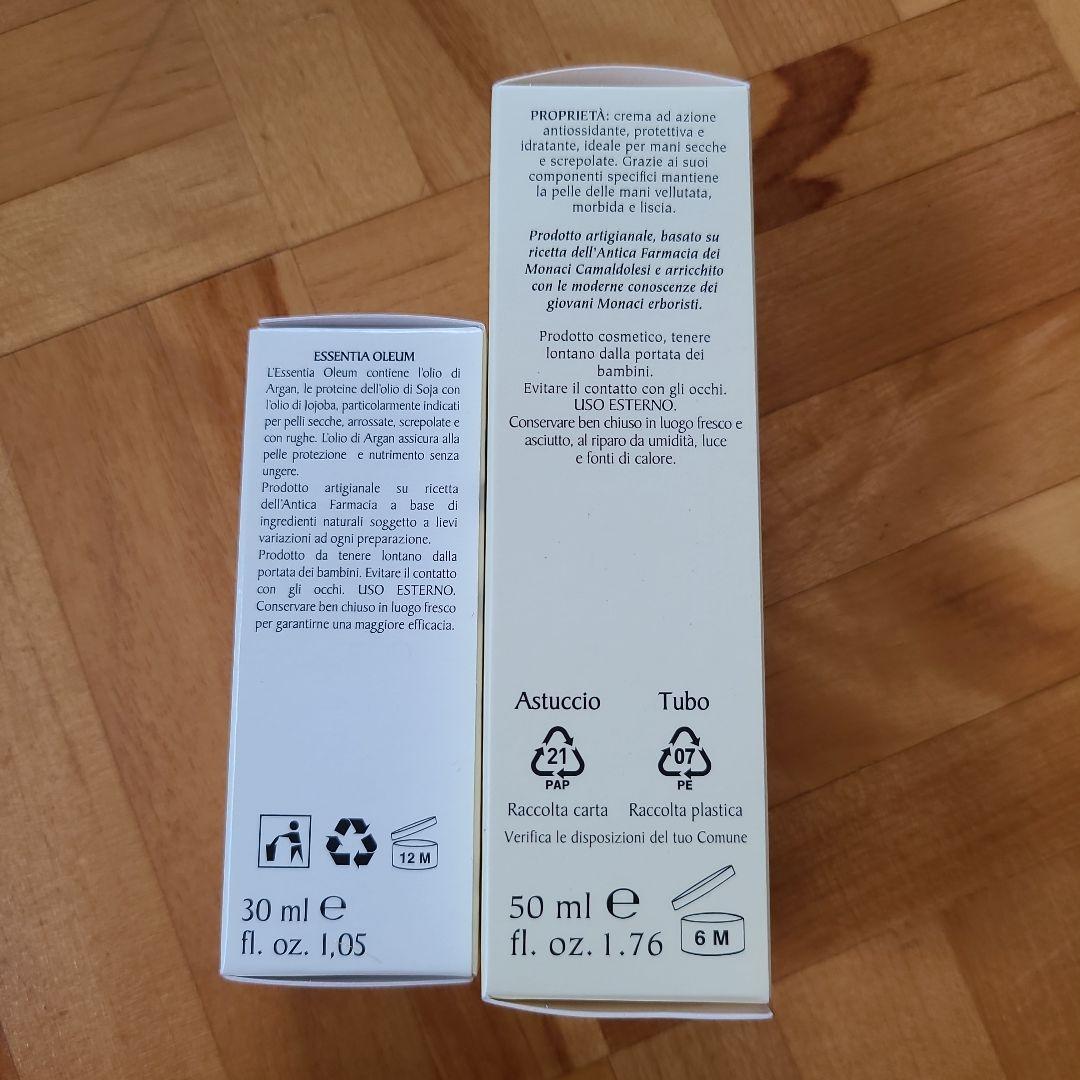 ESSENTIA OLEUM
L'Essentia Oleum contiene l'olio di
Argan, le proteine dell'olio di Soja con
l'olio di Jojoba, particolarmente indicati
per pelli secche, arrossate, screpolate e
con rughe. L'olio di Argan assicura alla
pelle protezione e nutrimento senza
ungere.
Prodotto artigianale su ricetta
dell'Antica Farmacia a base di
ingredienti naturali soggetto a lievi
variazioni ad ogni preparazione.
Prodotto da tenere lontano dalla
portata dei bambini. Evitare il contatto
con gli occhi. USO ESTERNO.
Conservare ben chiuso in luogo fresco
per garantirne una maggiore efficacia.
12 M
30 ml e
fl. oz. 1,05
PROPRIETÀ: crema ad azione
antiossidante, protettiva e
idratante, ideale per mani secche
e screpolate. Grazie ai suoi
componenti specifici mantiene
la pelle delle mani vellutata,
morbida e liscia.
Prodotto artigianale, basato su
ricetta dell'Antica Farmacia dei
Monaci Camaldolesi e arricchito
con le moderne conoscenze dei
giovani Monaci erboristi.
Prodotto cosmetico, tenere
lontano dalla portata dei
bambini.
Evitare il contatto con gli occhi.
USO ESTERNO.
Conservare ben chiuso in luogo fresco e
asciutto, al riparo da umidità, luce
e fonti di calore.
Astuccio Tubo
21 07
PAP PE
Raccolta carta Raccolta plastica
Verifica le disposizioni del tuo Comune
50 ml e
fl. oz. 1.76
6 M